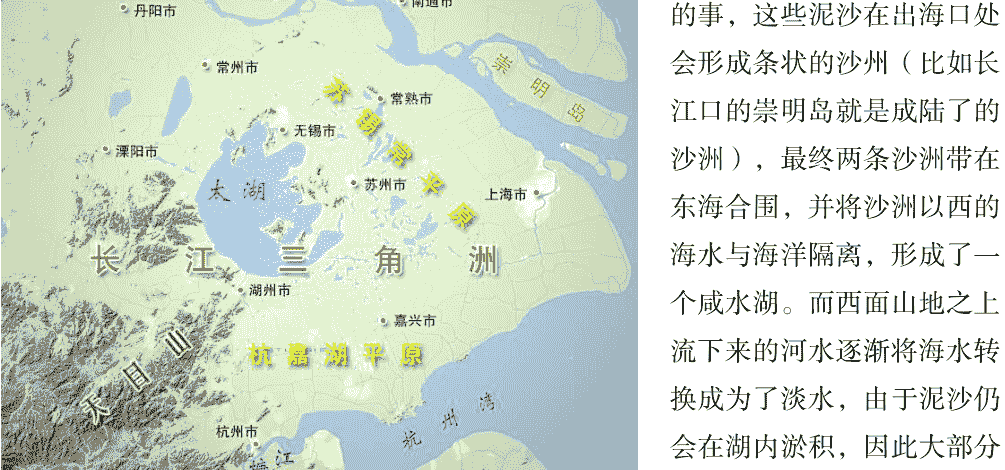 丹阳市
南通市
常州市
崇明岛
常熟市
苏锡常平原
无锡市
溧阳市
苏州市
太湖
上海市
长江三角洲
湖州市
嘉兴市
杭嘉湖平原
天目山
杭州湾
杭州市
的事，这些泥沙在出海口处
会形成条状的沙州（比如长
江口的崇明岛就是成陆了的
沙洲），最终两条沙洲带在
东海合围，并将沙洲以西的
海水与海洋隔离，形成了一
个咸水湖。而西面山地之上
流下来的河水逐渐将海水转
换成为了淡水，由于泥沙仍
会在湖内淤积，因此大部分